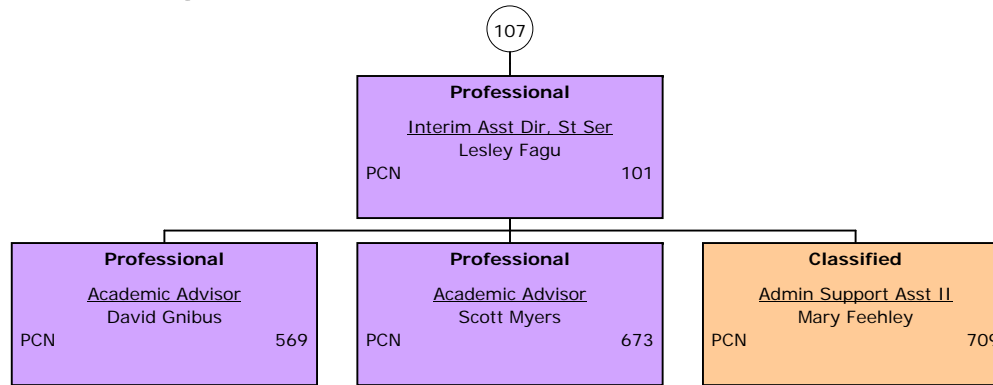 107
Professional
Interim Asst Dir, St Ser
Lesley Fagu
PCN 101
Professional
Academic Advisor
David Gnibus
PCN 569
Professional
Academic Advisor
Scott Myers
PCN 673
Classified
Admin Support Asst II
Mary Feehley
PCN 709